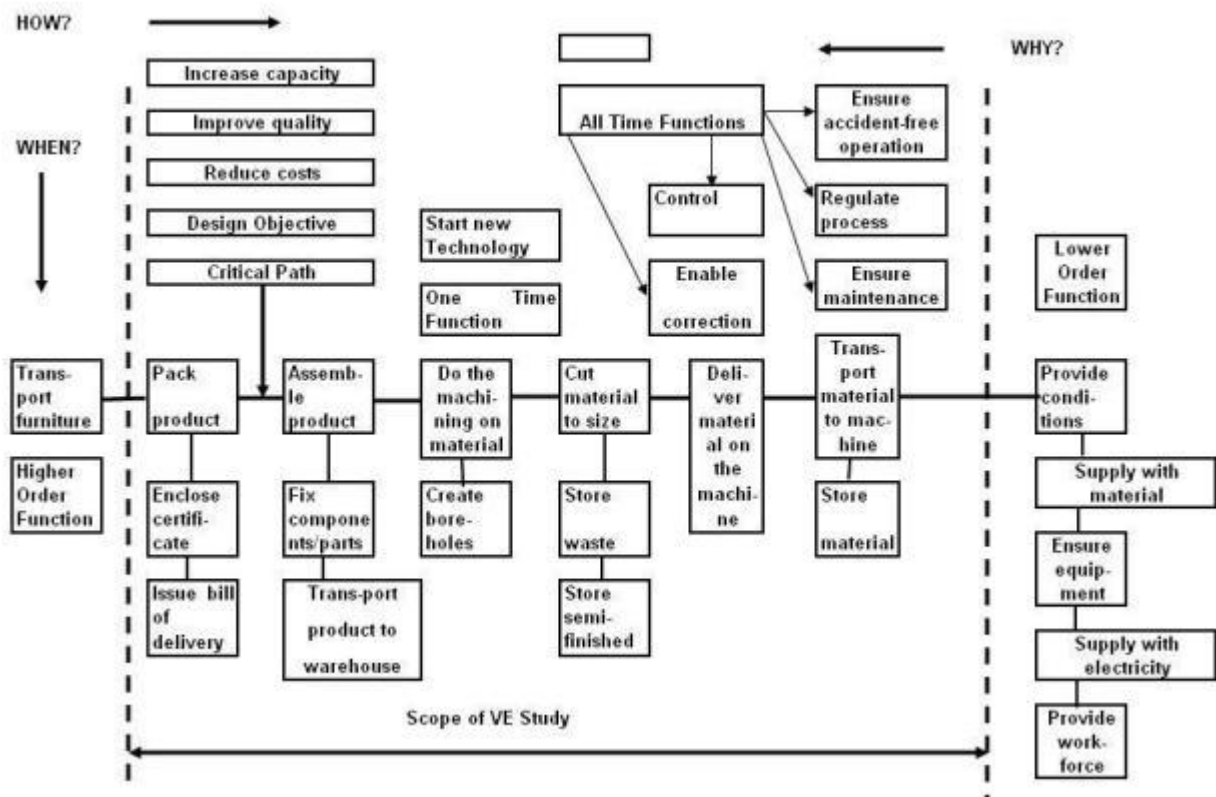 HOW?
WHY?
Increase capacity
Improve quality
WHEN?
Reduce costs
Design Objective
Critical Path
All Time Functions
Ensure
accident-free
operation
Control
Regulate
process
Start new
Technology
One Time
Function
Enable
correction
Ensure
maintenance
Lower
Order
Function
Trans-
port
furniture
Pack
product
Assemb-
le
product
Do the
machi-
ning on
material
Cut
material
to size
Deli-
ver
mater
ial on
the
machi-
ne
Trans-
port
material
to mac-
hine
Provide
condi-
tions
Higher
Order
Function
Enclose
certifi-
cate
Fix
compone
nts/parts
Create
bore-
holes
Store
waste
Store
material
Supply with
material
Issue bill
of
delivery
Trans-port
product to
warehouse
Store
semi-
finished
Ensure
equip-
ment
Supply with
electricity
Provide
work-
force
Scope of VE Study